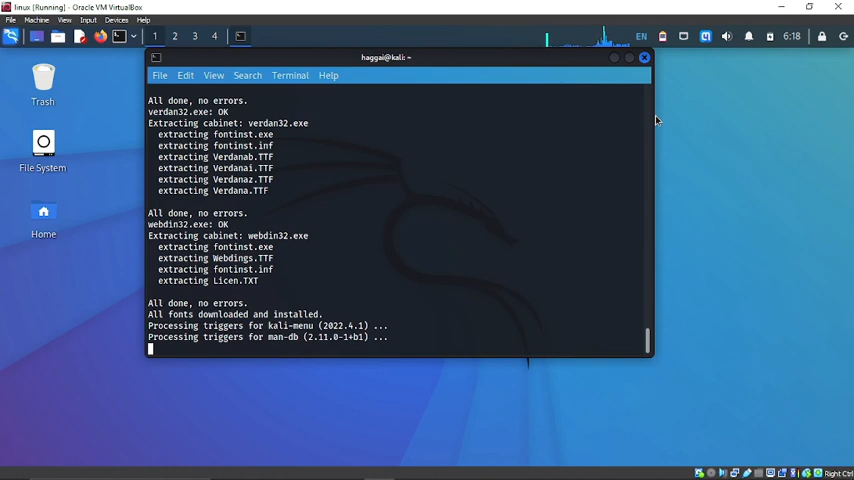 linux [Running] - Oracle VM VirtualBox
File Machine View Input Devices Help
1 2 3 4
EN
6:18
haggai@kali: ~
File Edit View Search Terminal Help
Trash
File System
Home
All done, no errors.
verdan32.exe: OK
Extracting cabinet: verdan32.exe
extracting fontinst.exe
extracting fontinst.inf
extracting Verdanab.TTF
extracting Verdanai.TTF
extracting Verdanaz.TTF
extracting Verdana.TTF
All done, no errors.
webdin32.exe: OK
Extracting cabinet: webdin32.exe
extracting fontinst.exe
extracting Webdings.TTF
extracting fontinst.inf
extracting Licen.TXT
All done, no errors.
All fonts downloaded and installed.
Processing triggers for kali-menu (2022.4.1) ...
Processing triggers for man-db (2.11.0-1+b1) ...
Right Ctrl